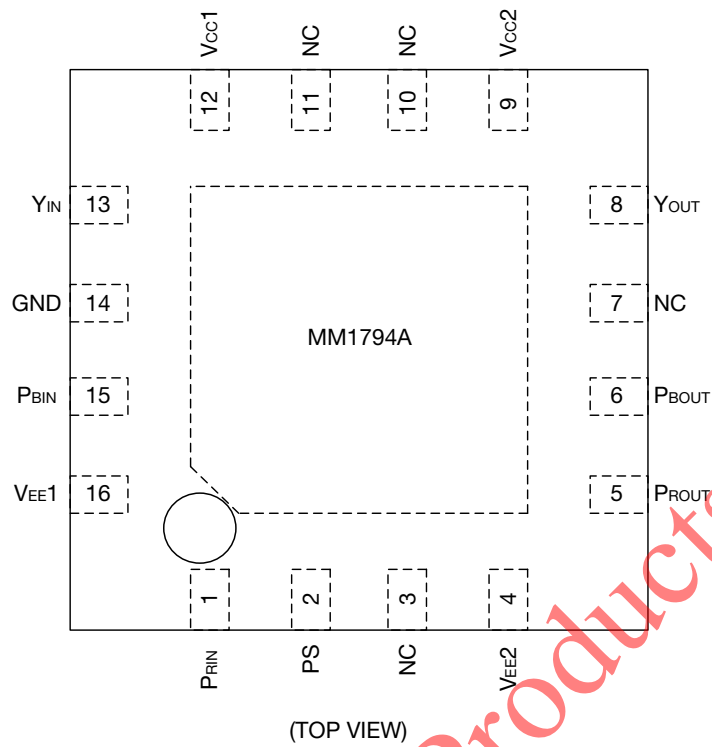 VCC1 NC NC VCC2
12 11 10 9
YIN 13 8 YOUT
GND 14 7 NC
MM1794A
PBIN 15 6 PBOUT
VEE1 16 5 PROUT
1 2 3 4
PRIN PS NC VEE2
(TOP VIEW)
Product